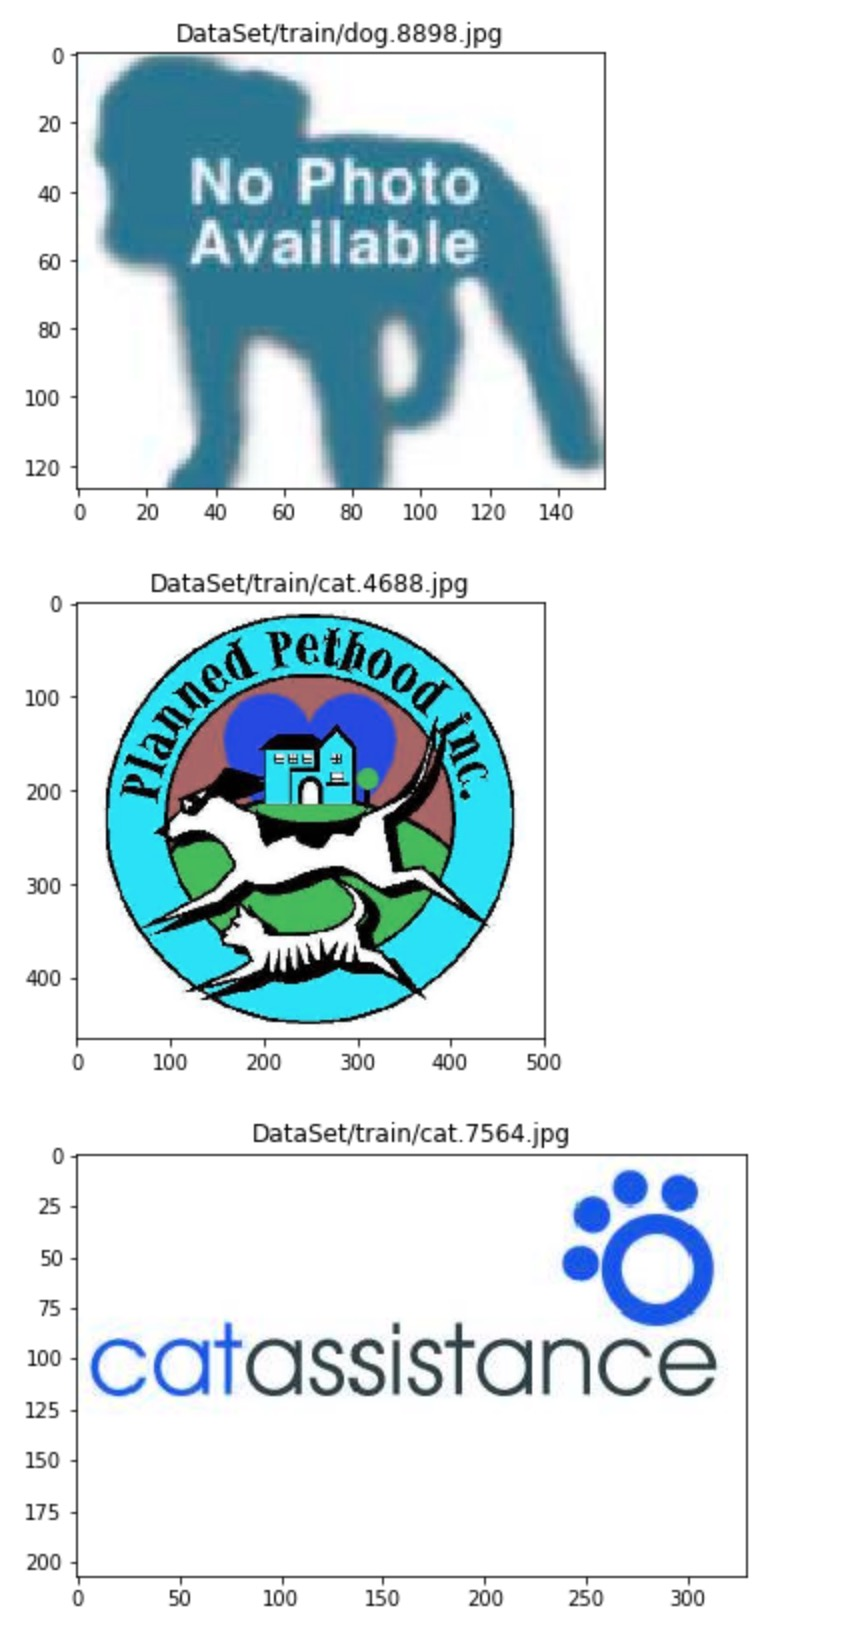 DataSet/train/dog.8898.jpg
0
20
40
60
80
100
120
No Photo
Available
0 20 40 60 80 100 120 140
DataSet/train/cat.4688.jpg
0
100
200
300
400
Planned Pethood inc.
0 100 200 300 400 500
DataSet/train/cat.7564.jpg
0
25
50
75
100
125
150
175
200
catassistance
0 50 100 150 200 250 300